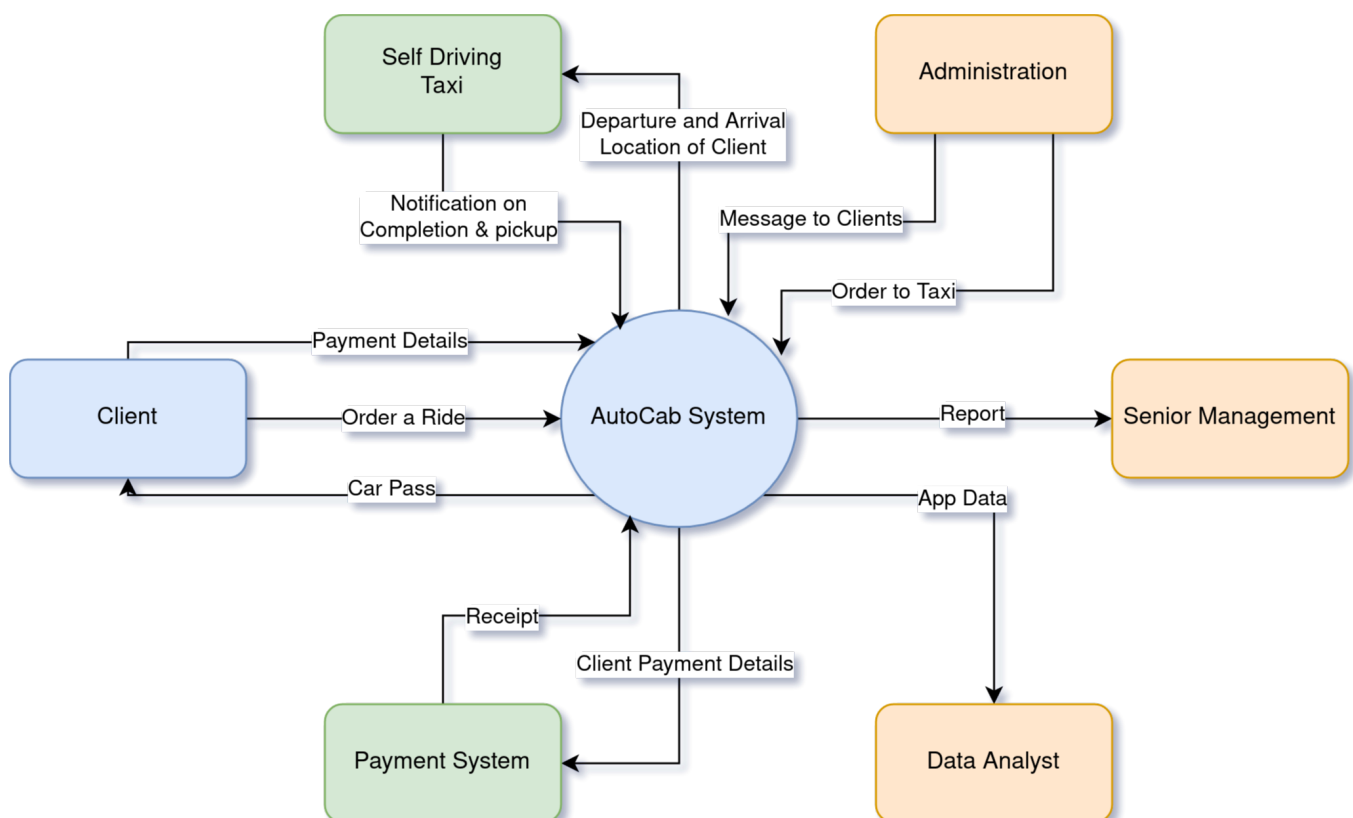 Self Driving
Taxi
Administration
Departure and Arrival
Location of Client
Notification on
Completion & pickup
Message to Clients
Order to Taxi
Payment Details
Client
Order a Ride
AutoCab System
Report
Senior Management
Car Pass
App Data
Receipt
Client Payment Details
Payment System
Data Analyst